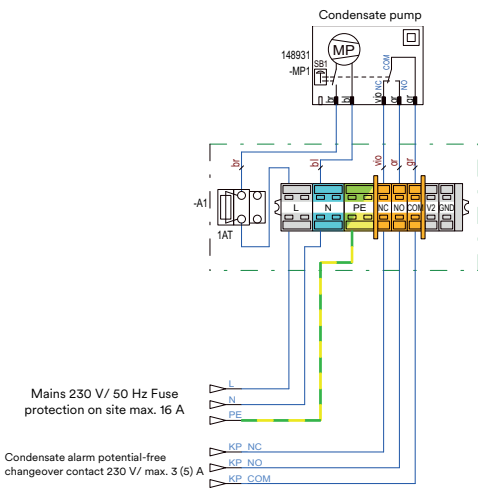 Condensate pump
148931
-MP1
SB1
MP
COM
NC
NO
br
bl
vio
or
gr
br
bl
vio
or
gr
-A1
1AT
L
N
PE
NC
NO
COM
V2
GND
Mains 230 V/ 50 Hz Fuse
protection on site max. 16 A
L
N
PE
Condensate alarm potential-free
changeover contact 230 V/ max. 3 (5) A
KP NC
KP NO
KP COM